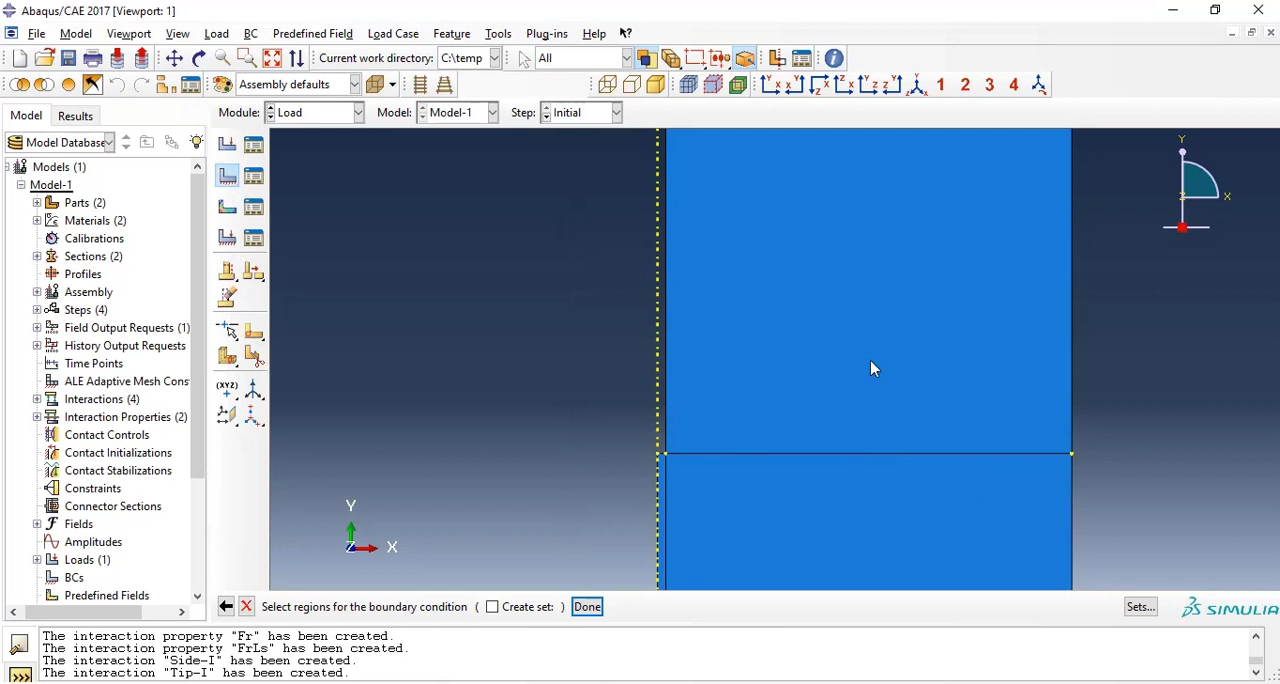 Abaqus/CAE 2017 [Viewport: 1]
File Model Viewport View Load BC Predefined Field Load Case Feature Tools Plug-ins Help
Current work directory: C:\temp All
Assembly defaults 1 2 3 4
Model Results Module: Load Model: Model-1 Step: Initial
Model Database
Models (1)
Model-1
Parts (2)
Materials (2)
Calibrations
Sections (2)
Profiles
Assembly
Steps (4)
Field Output Requests (1)
History Output Requests
Time Points
ALE Adaptive Mesh Cons
Interactions (4)
Interaction Properties (2)
Contact Controls
Contact Initializations
Contact Stabilizations
Constraints
Connector Sections
Fields
Amplitudes
Loads (1)
BCs
Predefined Fields
(XYZ)
Y
X
Z
Y
X
Z
Select regions for the boundary condition ( Create set: ) Done Sets... SIMULIA
The interaction property "Fr" has been created.
The interaction property "FrLs" has been created.
The interaction "Side-I" has been created.
The interaction "Tip-I" has been created.
>>>